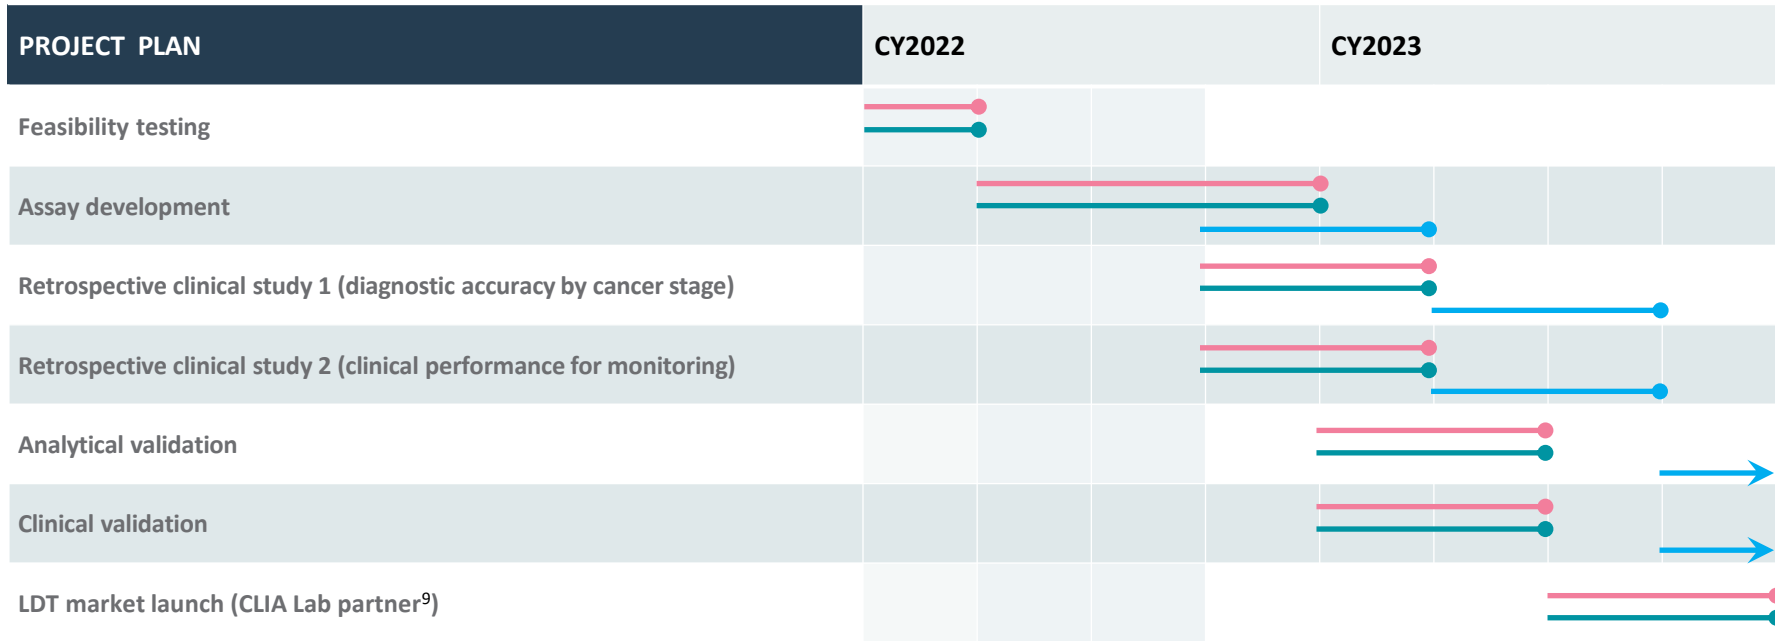 PROJECT PLAN
CY2022
CY2023
Feasibility testing
Assay development
Retrospective clinical study 1 (diagnostic accuracy by cancer stage)
Retrospective clinical study 2 (clinical performance for monitoring)
Analytical validation
Clinical validation
LDT market launch (CLIA Lab partner⁹)